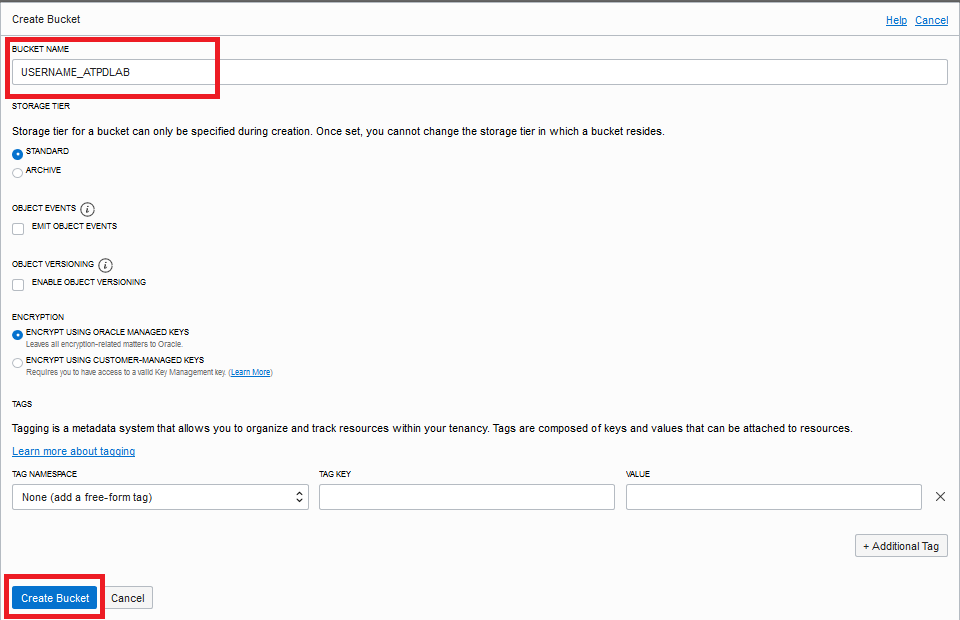 Create Bucket
Help Cancel
BUCKET NAME
USERNAME_ATPDLAB
STORAGE TIER
Storage tier for a bucket can only be specified during creation. Once set, you cannot change the storage tier in which a bucket resides.
STANDARD
ARCHIVE
OBJECT EVENTS i
EMIT OBJECT EVENTS
OBJECT VERSIONING i
ENABLE OBJECT VERSIONING
ENCRYPTION
ENCRYPT USING ORACLE MANAGED KEYS
Leaves all encryption-related matters to Oracle.
ENCRYPT USING CUSTOMER-MANAGED KEYS
Requires you to have access to a valid Key Management key. (Learn More)
TAGS
Tagging is a metadata system that allows you to organize and track resources within your tenancy. Tags are composed of keys and values that can be attached to resources.
Learn more about tagging
TAG NAMESPACE TAG KEY VALUE
None (add a free-form tag)
+ Additional Tag
Create Bucket Cancel